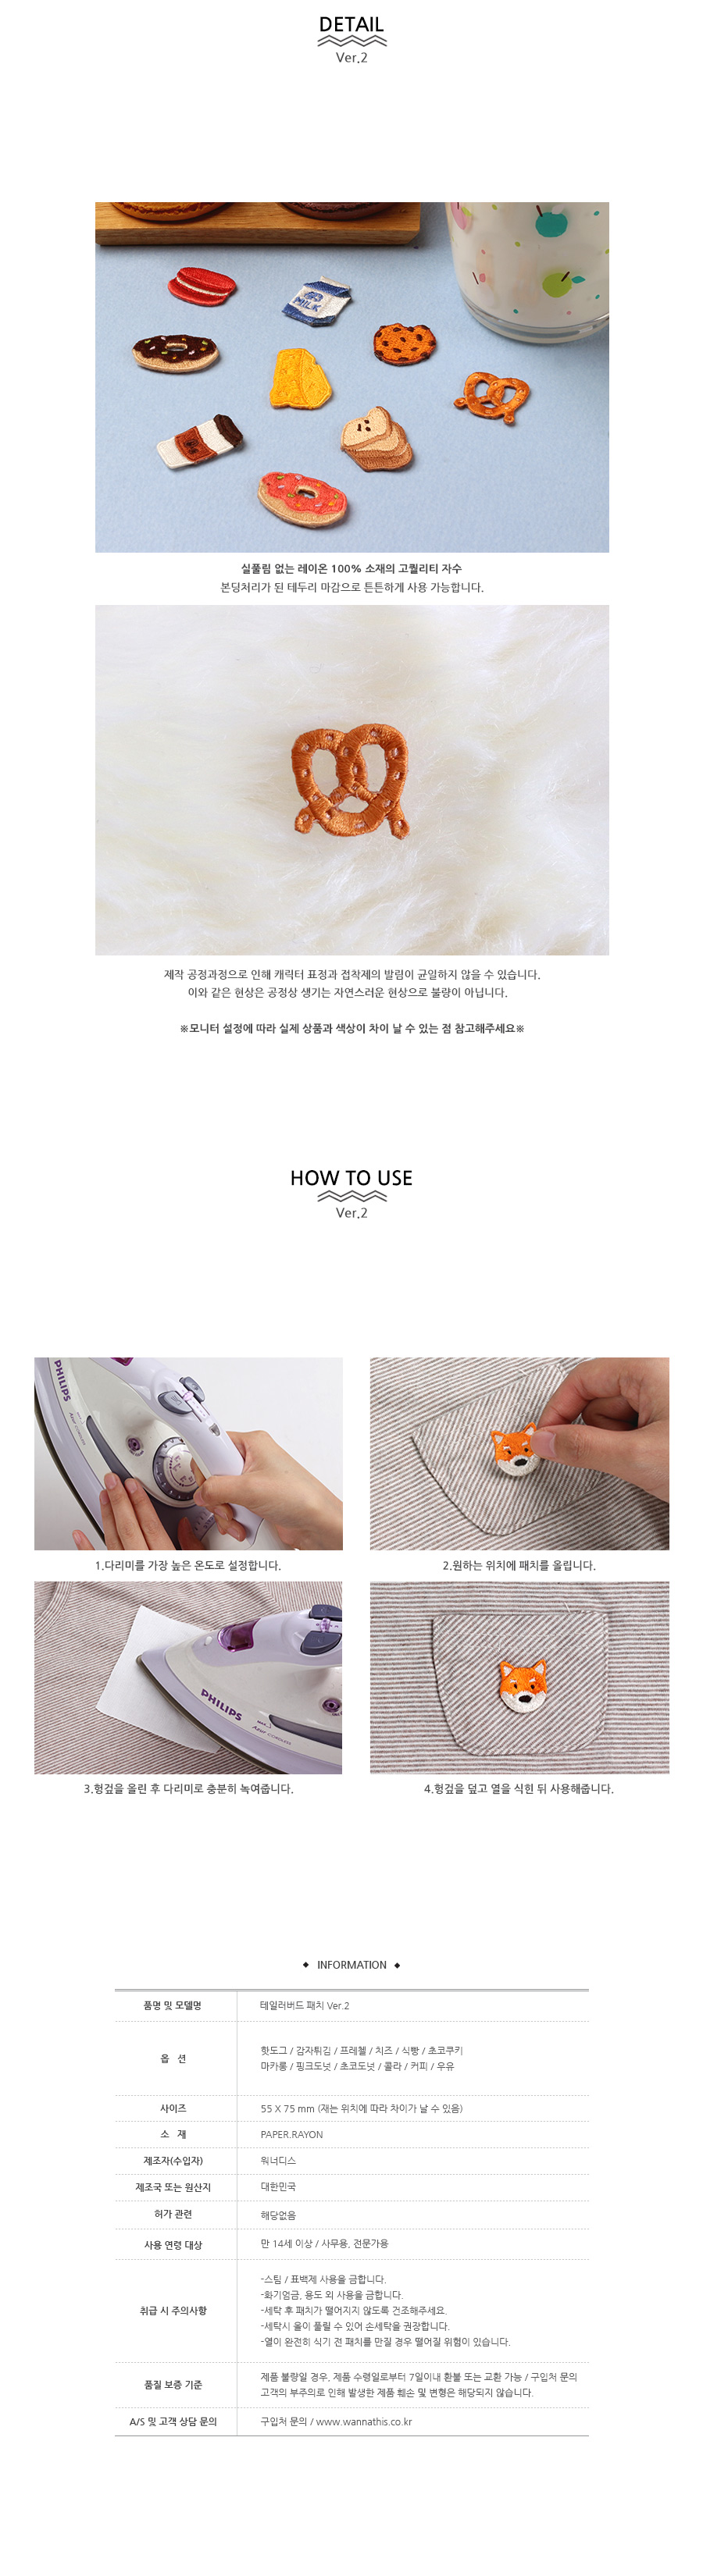 DETAIL
Ver.2
MILK
실풀림 없는 레이온 100% 소재의 고퀄리티 자수
본딩처리가 된 테두리 마감으로 튼튼하게 사용 가능합니다.
제작 공정과정으로 인해 캐릭터 표정과 접착제의 발림이 균일하지 않을 수 있습니다.
이와 같은 현상은 공정상 생기는 자연스러운 현상으로 불량이 아닙니다.
※모니터 설정에 따라 실제 상품과 색상이 차이 날 수 있는 점 참고해주세요※
HOW TO USE
Ver.2
PHILIPS
1.다리미를 가장 높은 온도로 설정합니다.
2.원하는 위치에 패치를 올립니다.
PHILIPS
Azur CORDLESS
3.헝겊을 올린 후 다리미로 충분히 녹여줍니다.
4.헝겊을 덮고 열을 식힌 뒤 사용해줍니다.
◆ INFORMATION ◆
품명 및 모델명 테일러버드 패치 Ver.2
옵 션
핫도그 / 감자튀김 / 프레첼 / 치즈 / 식빵 / 초코쿠키
마카롱 / 핑크도넛 / 초코도넛 / 콜라 / 커피 / 우유
사이즈 55 X 75 mm (재는 위치에 따라 차이가 날 수 있음)
소 재 PAPER.RAYON
제조자(수입자) 워너디스
제조국 또는 원산지 대한민국
허가 관련 해당없음
사용 연령 대상 만 14세 이상 / 사무용, 전문가용
취급 시 주의사항
-스팀 / 표백제 사용을 금합니다.
-화기엄금, 용도 외 사용을 금합니다.
-세탁 후 패치가 떨어지지 않도록 건조해주세요.
-세탁시 올이 풀릴 수 있어 손세탁을 권장합니다.
-열이 완전히 식기 전 패치를 만질 경우 떨어질 위험이 있습니다.
품질 보증 기준
제품 불량일 경우, 제품 수령일로부터 7일이내 환불 또는 교환 가능 / 구입처 문의
고객의 부주의로 인해 발생한 제품 훼손 및 변형은 해당되지 않습니다.
A/S 및 고객 상담 문의 구입처 문의 / www.wannathis.co.kr